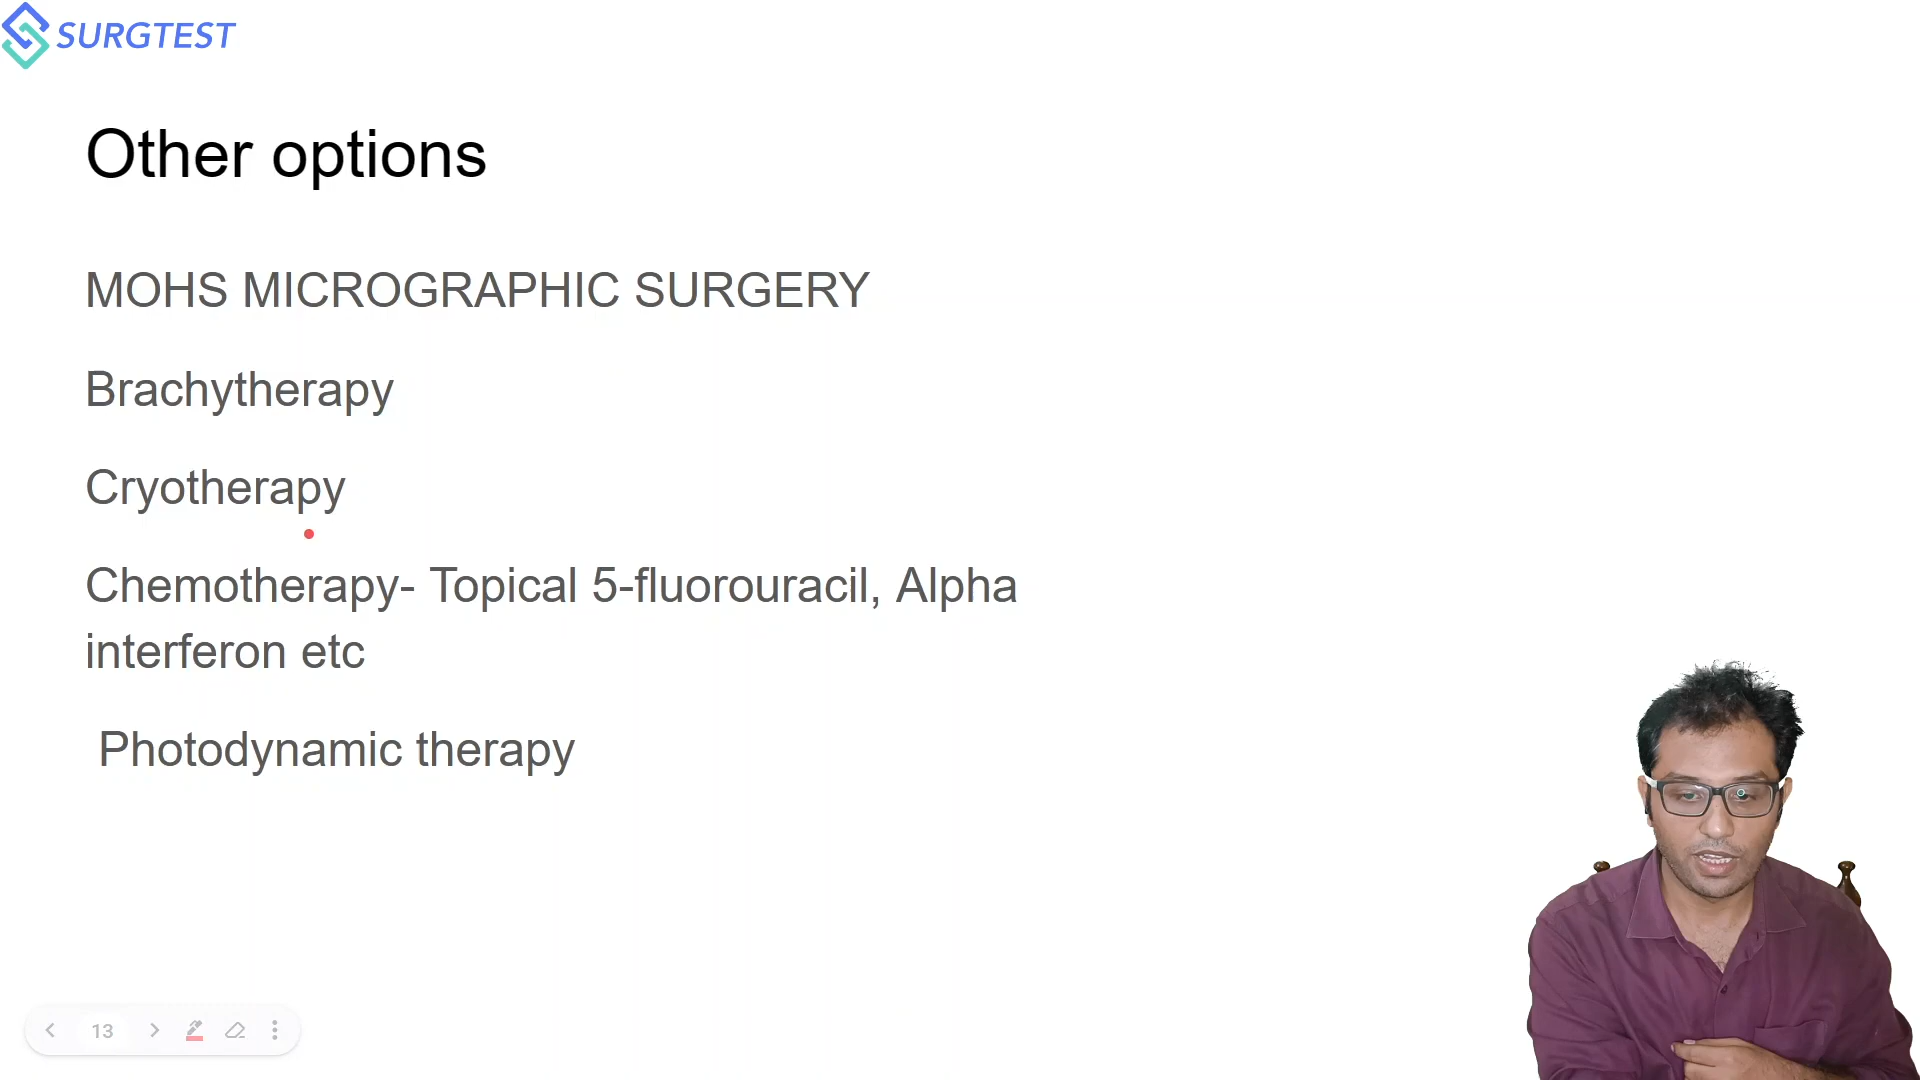 SURGTEST
Other options
MOHS MICROGRAPHIC SURGERY
Brachytherapy
Cryotherapy
Chemotherapy- Topical 5-fluorouracil, Alpha
interferon etc
Photodynamic therapy
13